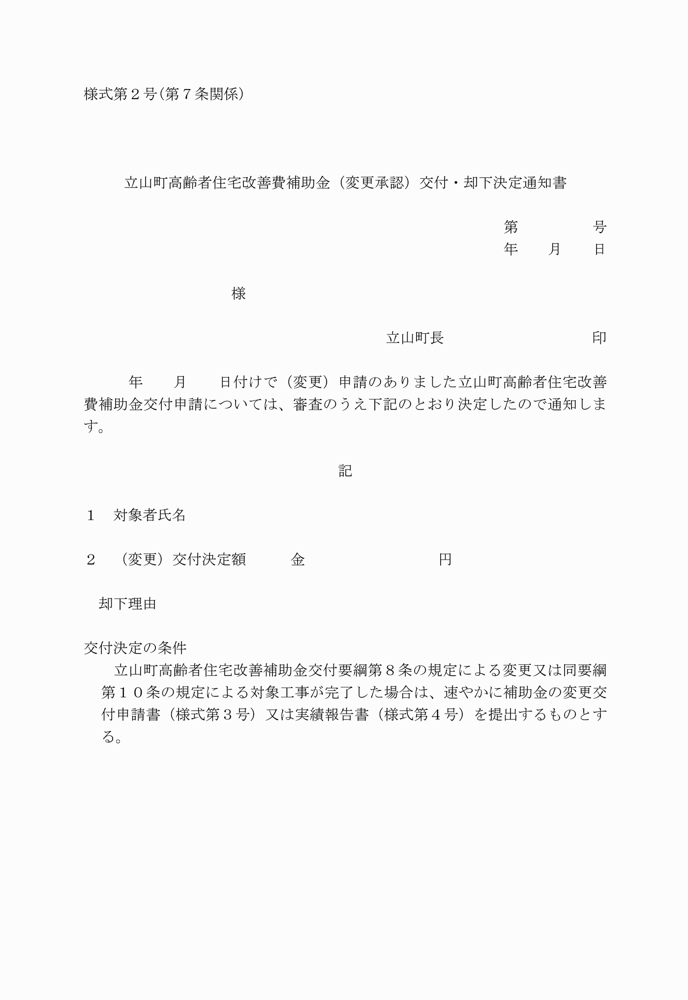 様式第２号(第７条関係)
立山町高齢者住宅改善費補助金（変更承認）交付・却下決定通知書
第　　　　　号
年　　月　　日
様
立山町長　　　　　　　　　　印
年　　月　　日付けで（変更）申請のありました立山町高齢者住宅改善
費補助金交付申請については、審査のうえ下記のとおり決定したので通知しま
す。
記
１　対象者氏名
２　（変更）交付決定額　　　金　　　　　　　　　円
却下理由
交付決定の条件
立山町高齢者住宅改善補助金交付要綱第８条の規定による変更又は同要綱
第１０条の規定による対象工事が完了した場合は、速やかに補助金の変更交
付申請書（様式第３号）又は実績報告書（様式第４号）を提出するものとす
る。